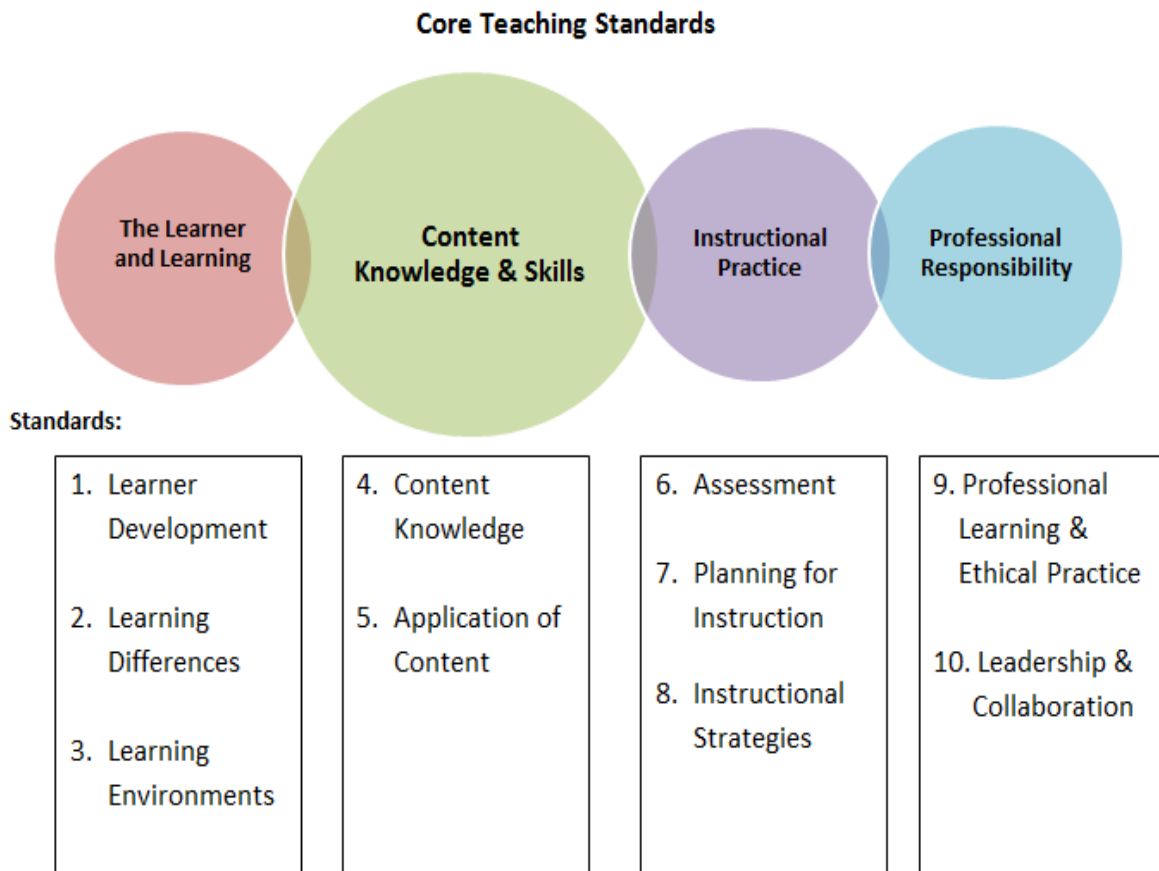 Core Teaching Standards
The Learner
and Learning
Content
Knowledge & Skills
Instructional
Practice
Professional
Responsibility
Standards:
1. Learner
Development
2. Learning
Differences
3. Learning
Environments
4. Content
Knowledge
5. Application of
Content
6. Assessment
7. Planning for
Instruction
8. Instructional
Strategies
9. Professional
Learning &
Ethical Practice
10. Leadership &
Collaboration